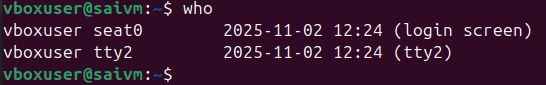 vboxuser@saivm:~$ who
vboxuser seat0        2025-11-02 12:24 (login screen)
vboxuser tty2         2025-11-02 12:24 (tty2)
vboxuser@saivm:~$